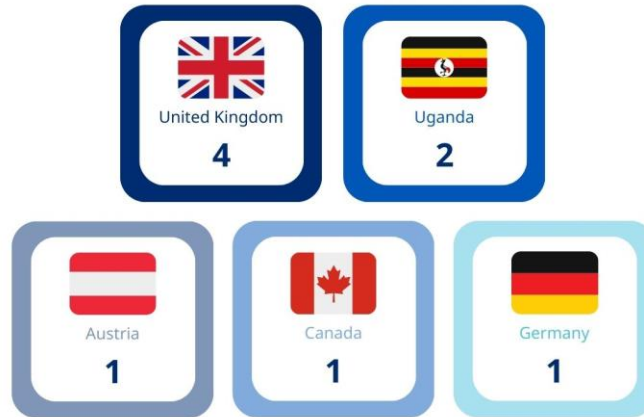 United Kingdom
4
Uganda
2
Austria
1
Canada
1
Germany
1